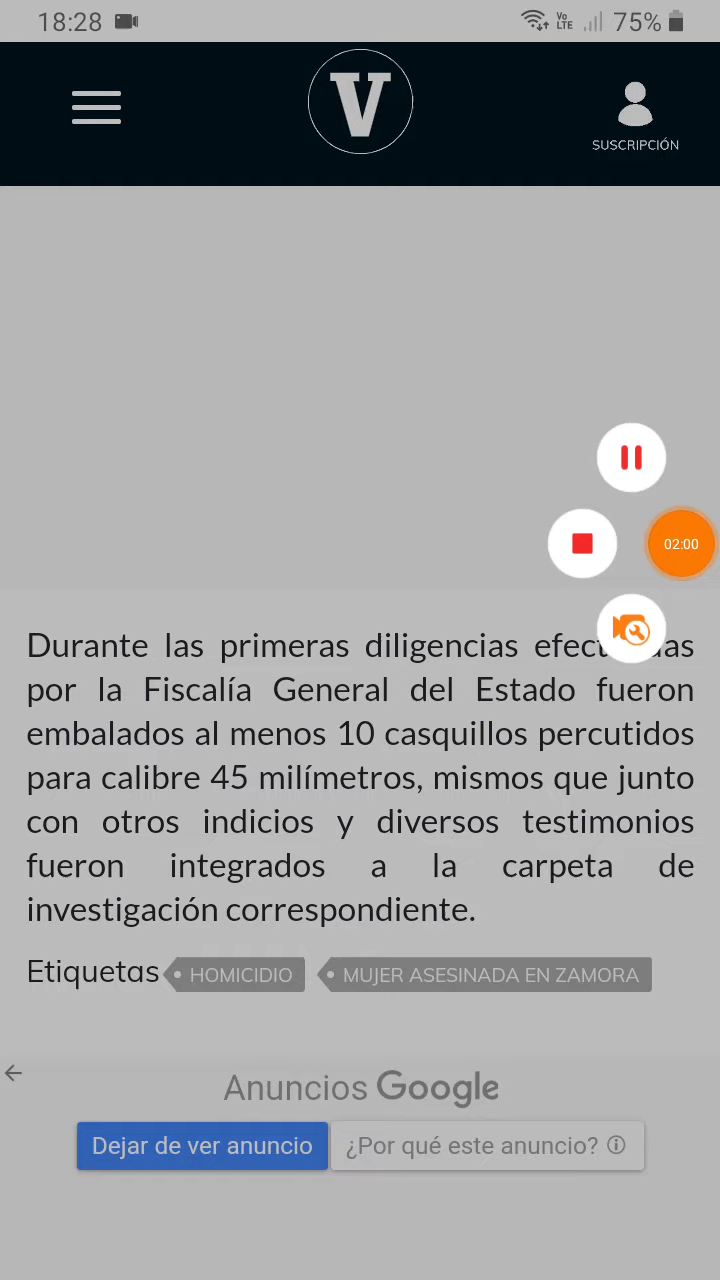 18:28
Vo
LTE
75%
V
SUSCRIPCIÓN
02:00
Durante las primeras diligencias
por la Fiscalía General del Estado fueron
embalados al menos 10 casquillos percutidos
para calibre 45 milímetros, mismos que junto
con otros indicios y diversos testimonios
fueron integrados a la carpeta de
investigación correspondiente.
Etiquetas HOMICIDIO MUJER ASESINADA EN ZAMORA
Anuncios Google
Dejar de ver anuncio ¿Por qué este anuncio?